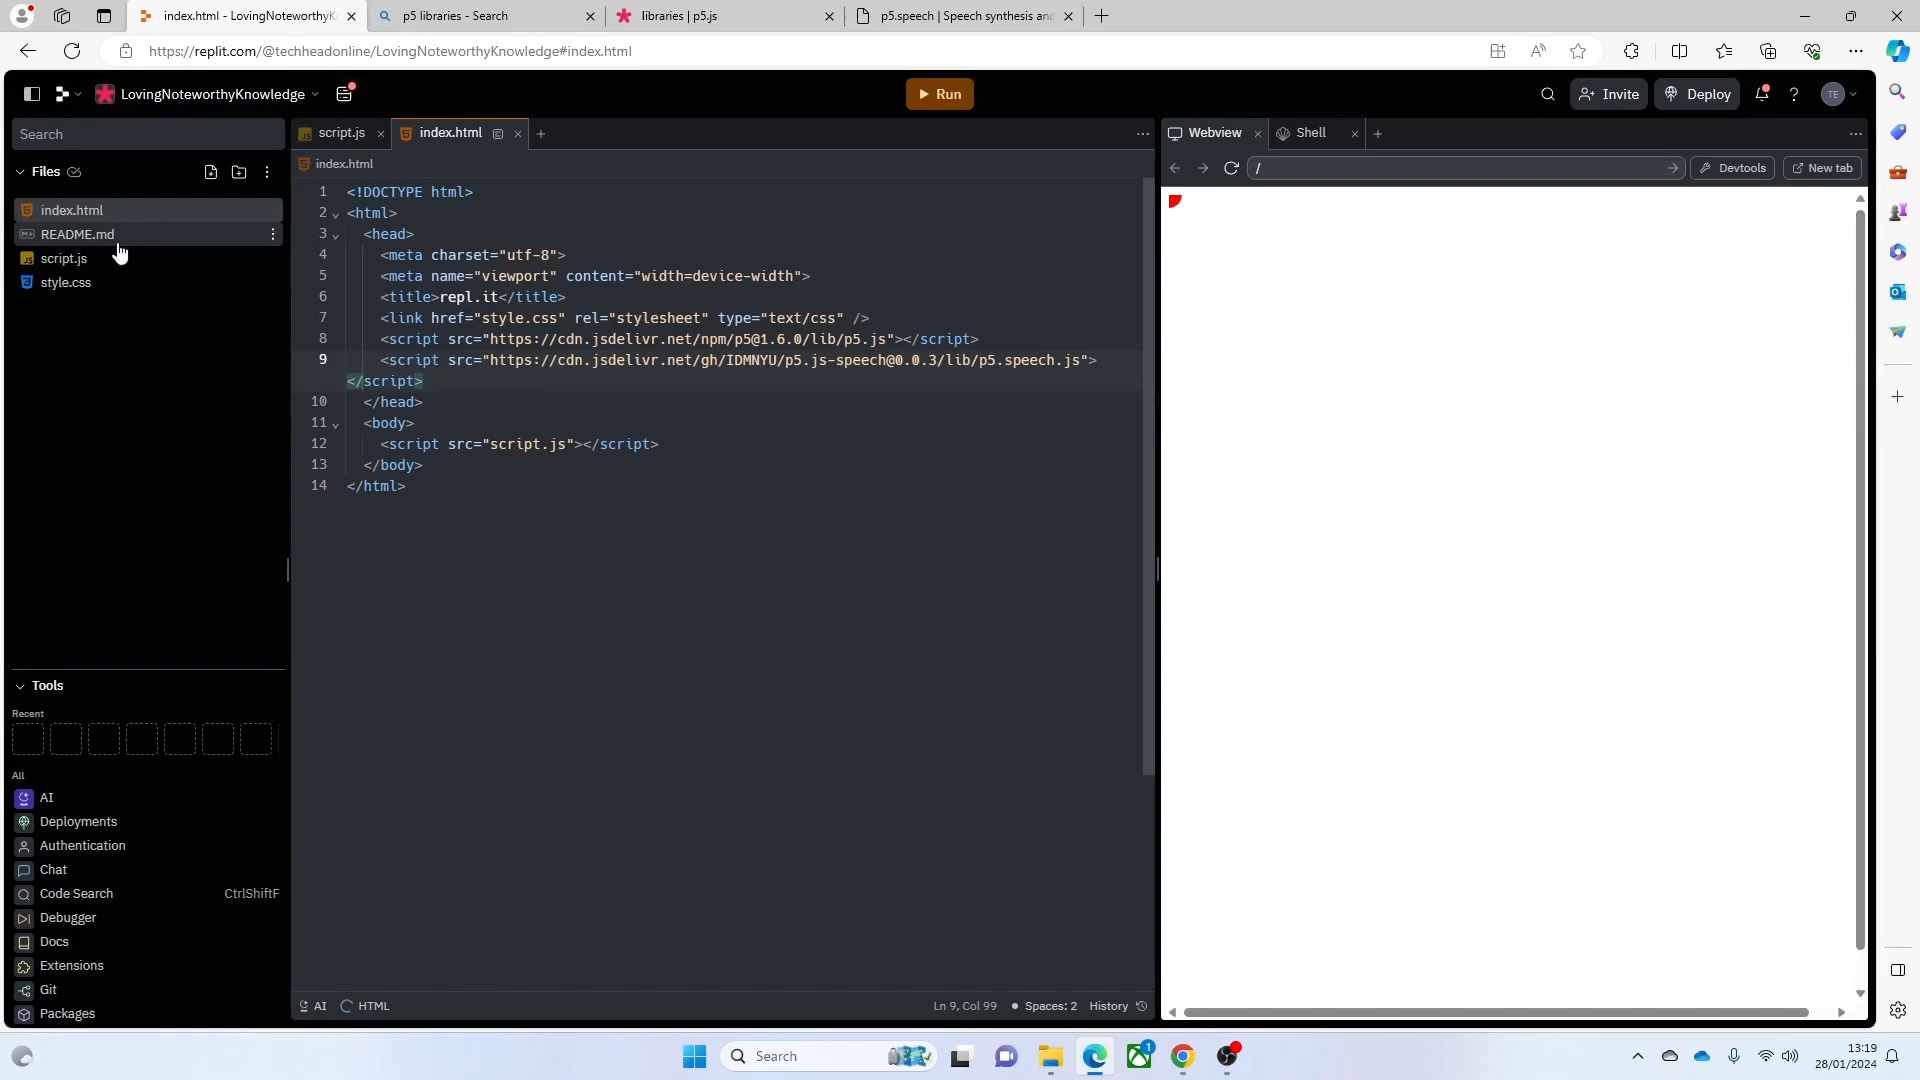 index.html - LovingNoteworthyK
p5 libraries - Search
libraries | p5.js
p5.speech | Speech synthesis and
https://replit.com/@techheadonline/LovingNoteworthyKnowledge#index.html
LovingNoteworthyKnowledge
Run
Invite
Deploy
TE
Search
script.js
index.html
Webview
Shell
Files
index.html
/
Devtools
New tab
index.html
README.md
script.js
style.css
1 <!DOCTYPE html>
2 <html>
3 <head>
4 <meta charset="utf-8">
5 <meta name="viewport" content="width=device-width">
6 <title>repl.it</title>
7 <link href="style.css" rel="stylesheet" type="text/css" />
8 <script src="https://cdn.jsdelivr.net/npm/p5@1.6.0/lib/p5.js"></script>
9 <script src="https://cdn.jsdelivr.net/gh/IDMNYU/p5.js-speech@0.0.3/lib/p5.speech.js">
</script>
10 </head>
11 <body>
12 <script src="script.js"></script>
13 </body>
14 </html>
Tools
Recent
All
AI
Deployments
Authentication
Chat
Code Search CtrlShiftF
Debugger
Docs
Extensions
Git
Packages
AI
HTML
Ln 9, Col 99
Spaces: 2
History
Search
1
13:19
28/01/2024